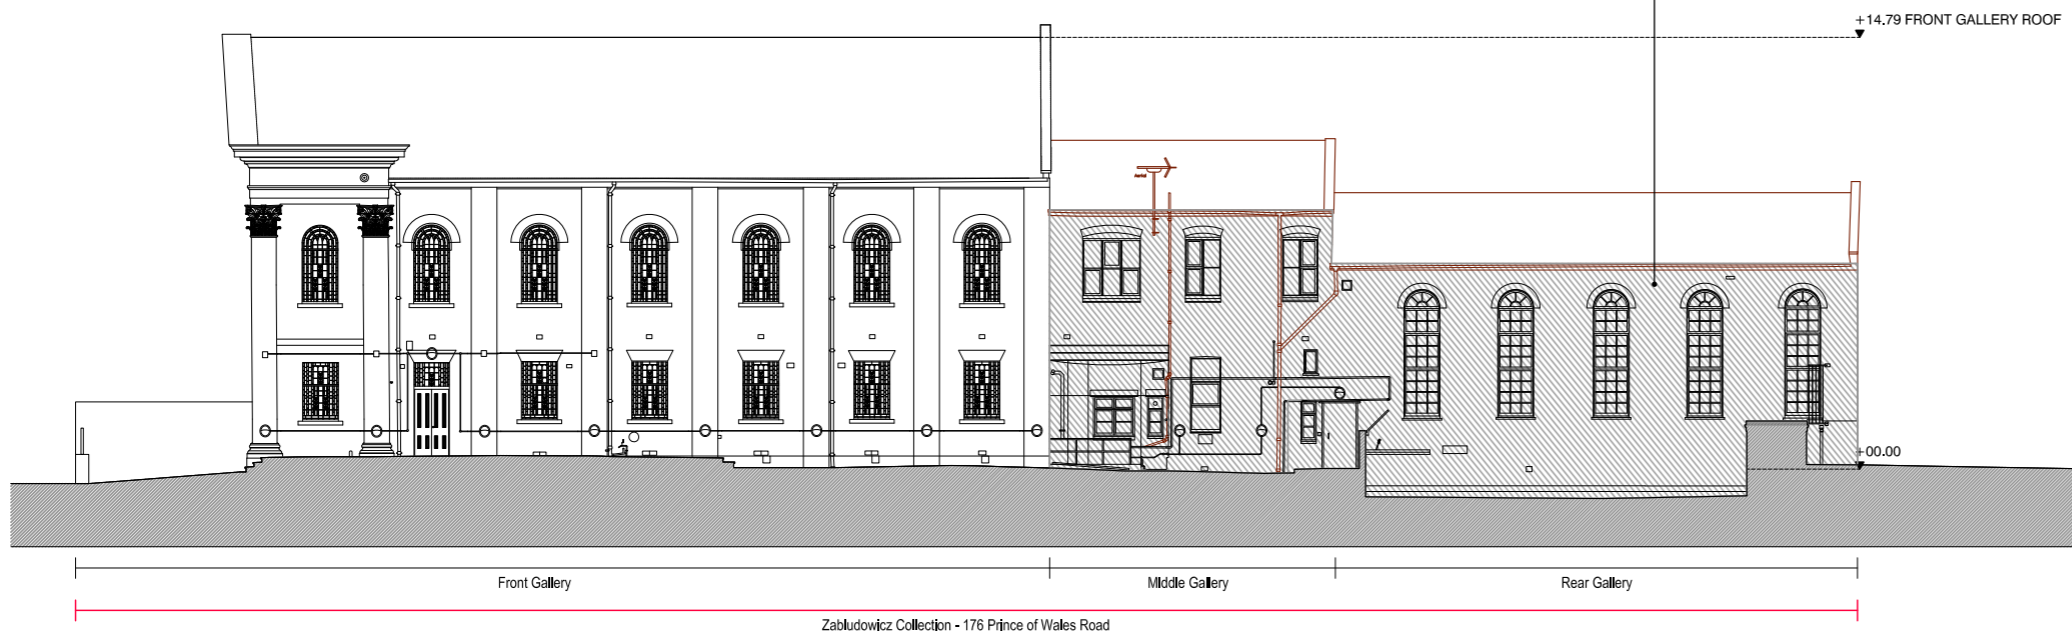 +14.79 FRONT GALLERY ROOF
Aerial
+00.00
Front Gallery
Middle Gallery
Rear Gallery
Zabludowicz Collection - 176 Prince of Wales Road